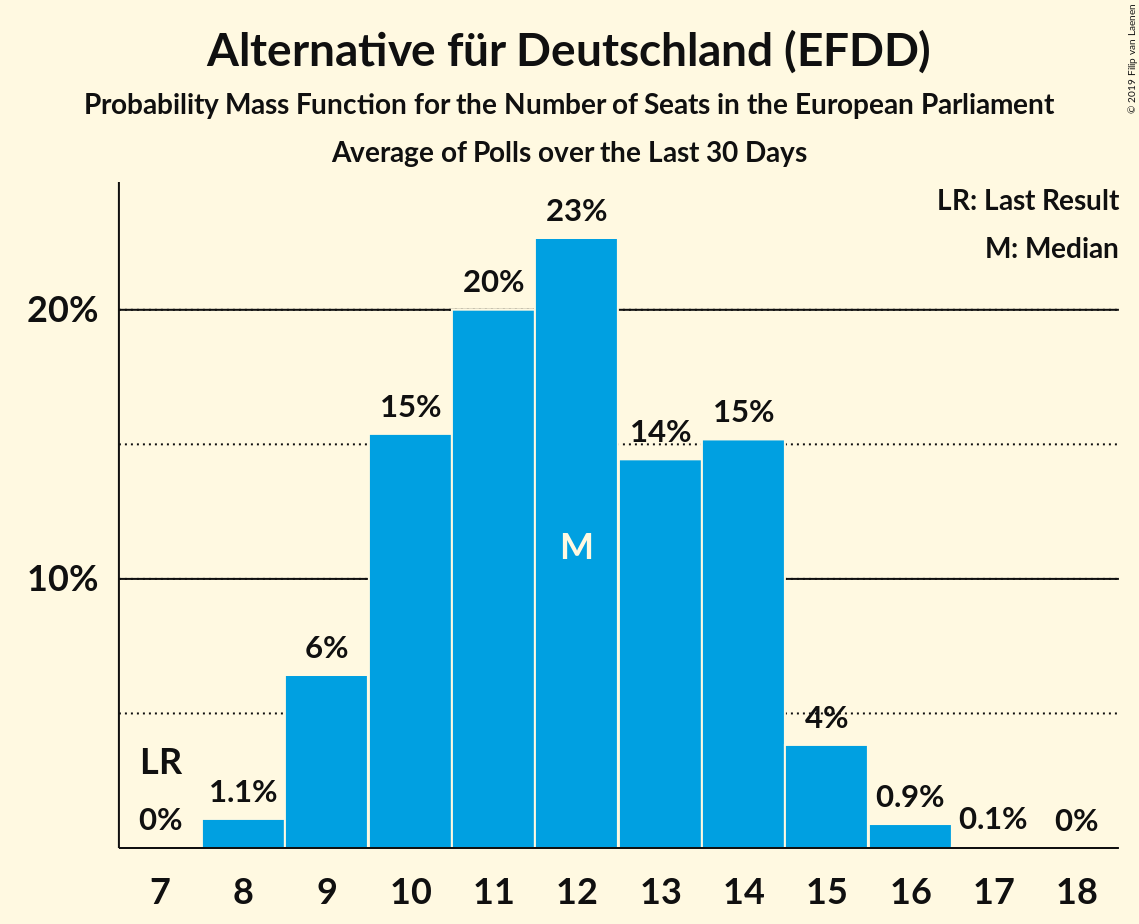 Alternative für Deutschland (EFDD)
Probability Mass Function for the Number of Seats in the European Parliament
Average of Polls over the Last 30 Days
© 2019 Filip van Laenen
LR: Last Result
M: Median
23%
20%
20%
15%
15%
14%
M
10%
6%
4%
LR
1.1%
0.9%
0%
0.1%
0%
7 8 9 10 11 12 13 14 15 16 17 18